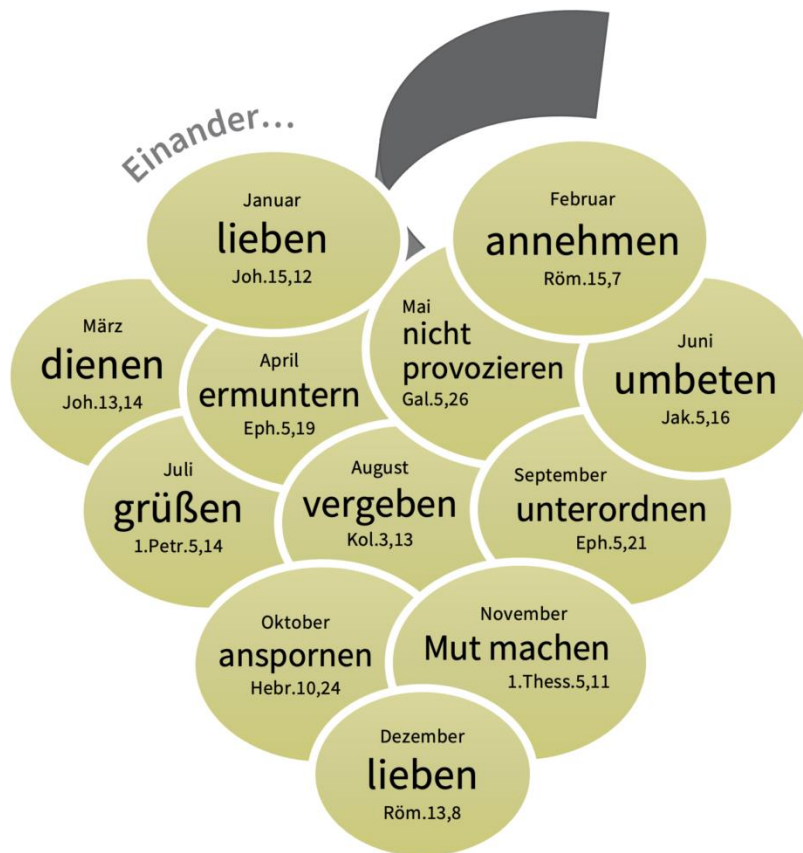 Einander...
Januar
lieben
Joh.15,12
Februar
annehmen
Röm.15,7
März
dienen
Joh.13,14
April
ermuntern
Eph.5,19
Mai
nicht
provozieren
Gal.5,26
Juni
umbeten
Jak.5,16
Juli
grüßen
1.Petr.5,14
August
vergeben
Kol.3,13
September
unterordnen
Eph.5,21
Oktober
anspornen
Hebr.10,24
November
Mut machen
1.Thess.5,11
Dezember
lieben
Röm.13,8